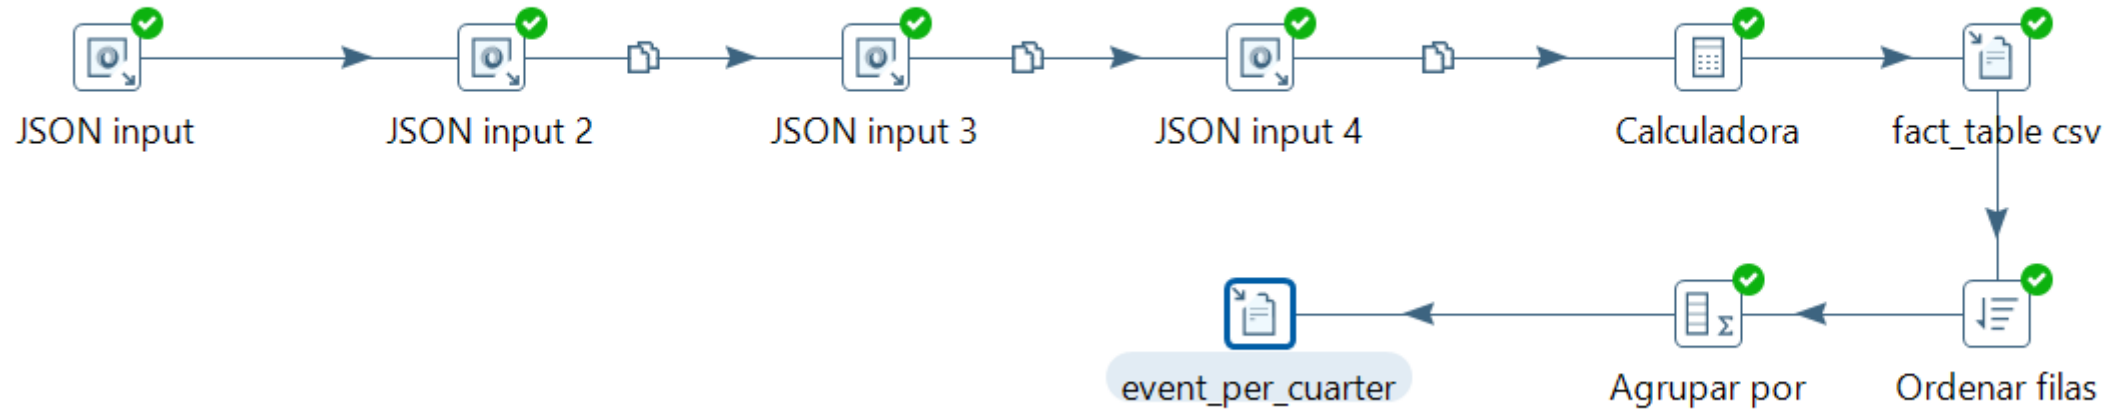 JSON input
JSON input 2
JSON input 3
JSON input 4
Calculadora
fact_table csv
event_per_cuarter
Agrupar por
Ordenar filas